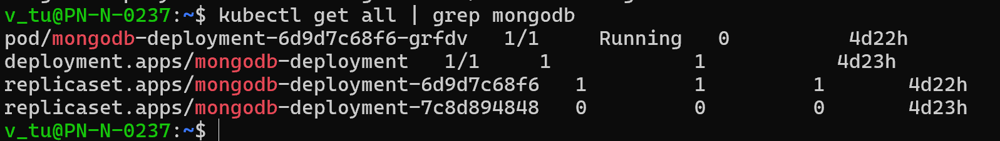 v_tu@PN-N-0237:~$ kubectl get all | grep mongodb
pod/mongodb-deployment-6d9d7c68f6-grfdv   1/1      Running   0          4d22h
deployment.apps/mongodb-deployment   1/1     1            1           4d23h
replicaset.apps/mongodb-deployment-6d9d7c68f6   1         1         1       4d22h
replicaset.apps/mongodb-deployment-7c8d894848   0         0         0       4d23h
v_tu@PN-N-0237:~$